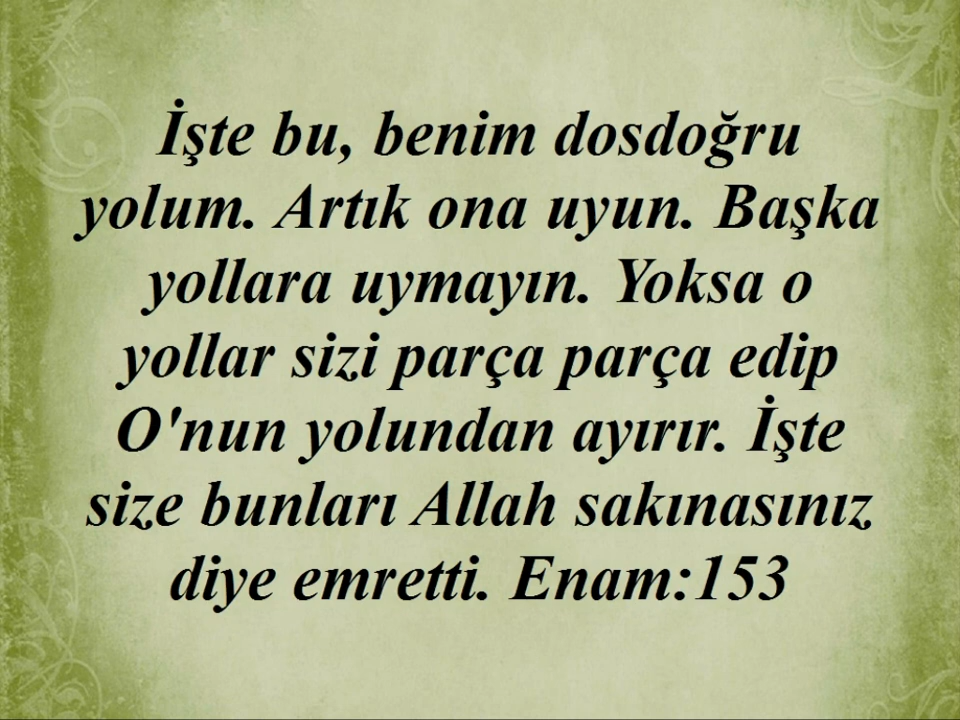 İşte bu, benim dosdoğru
yolum. Artık ona uyun. Başka
yollara uymayın. Yoksa o
yollar sizi parça parça edip
O'nun yolundan ayırır. İşte
size bunları Allah sakınasınız
diye emretti. Enam:153